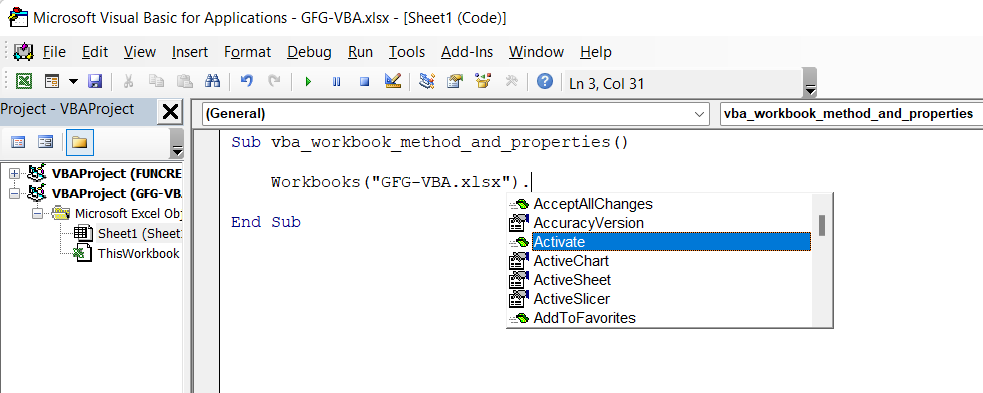 Microsoft Visual Basic for Applications - GFG-VBA.xlsx - [Sheet1 (Code)]
File Edit View Insert Format Debug Run Tools Add-Ins Window Help
Ln 3, Col 31
Project - VBAProject
(General)
vba_workbook_method_and_properties
VBAProject (FUNCRE
VBAProject (GFG-VB
Microsoft Excel Obj
Sheet1 (Sheet
ThisWorkbook
Sub vba_workbook_method_and_properties()
Workbooks("GFG-VBA.xlsx").
AcceptAllChanges
AccuracyVersion
Activate
ActiveChart
ActiveSheet
ActiveSlicer
AddToFavorites
End Sub